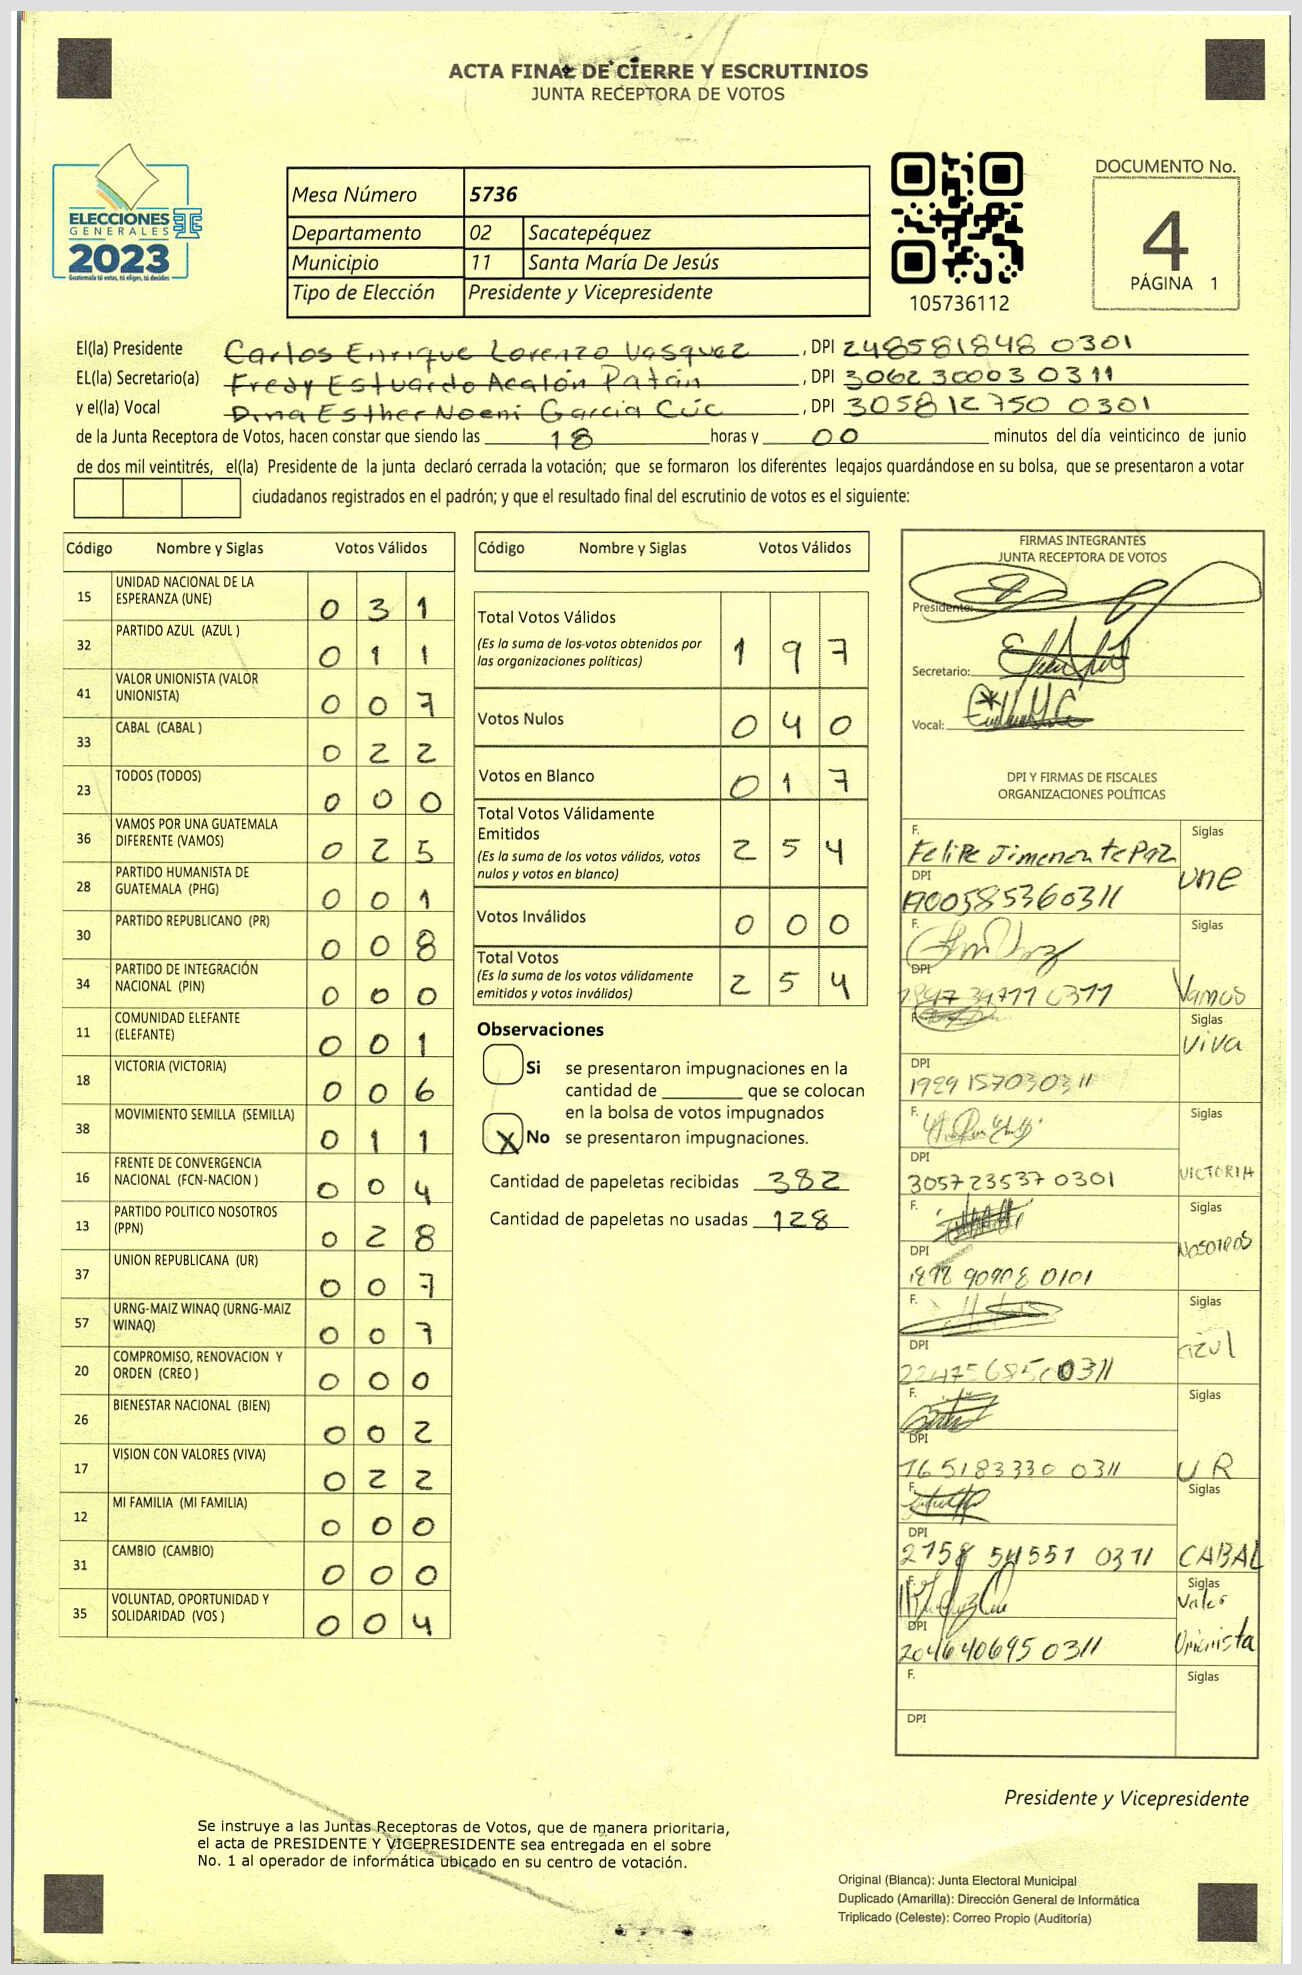 ACTA FINAL DE CIERRE Y ESCRUTINIOS
JUNTA RECEPTORA DE VOTOS
ELECCIONES
GENERALES
2023
Guatemala tú votas, tú eliges, tú decides
Mesa Número 5736
Departamento 02 Sacatepéquez
Municipio 11 Santa María De Jesús
Tipo de Elección Presidente y Vicepresidente
105736112
DOCUMENTO No.
4
PÁGINA 1
El(la) Presidente Carlos Enrique Lorenzo Vasquez, DPI 248581848 0301
EL(la) Secretario(a) Fredy Estuardo Acalón Patán, DPI 306230003 0311
y el(la) Vocal Dina Esther Noemi Garcia Cúc, DPI 305812750 0301
de la Junta Receptora de Votos, hacen constar que siendo las 18 horas y 00 minutos del día veinticinco de junio
de dos mil veintitrés, el(la) Presidente de la junta declaró cerrada la votación; que se formaron los diferentes legajos guardándose en su bolsa, que se presentaron a votar
ciudadanos registrados en el padrón; y que el resultado final del escrutinio de votos es el siguiente:
Código Nombre y Siglas Votos Válidos
15 UNIDAD NACIONAL DE LA ESPERANZA (UNE) 0 3 1
32 PARTIDO AZUL (AZUL ) 0 1 1
41 VALOR UNIONISTA (VALOR UNIONISTA) 0 0 7
33 CABAL (CABAL ) 0 2 2
23 TODOS (TODOS) 0 0 0
36 VAMOS POR UNA GUATEMALA DIFERENTE (VAMOS) 0 2 5
28 PARTIDO HUMANISTA DE GUATEMALA (PHG) 0 0 1
30 PARTIDO REPUBLICANO (PR) 0 0 8
34 PARTIDO DE INTEGRACIÓN NACIONAL (PIN) 0 0 0
11 COMUNIDAD ELEFANTE (ELEFANTE) 0 0 1
18 VICTORIA (VICTORIA) 0 0 6
38 MOVIMIENTO SEMILLA (SEMILLA) 0 1 1
16 FRENTE DE CONVERGENCIA NACIONAL (FCN-NACION ) 0 0 4
13 PARTIDO POLITICO NOSOTROS (PPN) 0 2 8
37 UNION REPUBLICANA (UR) 0 0 7
57 URNG-MAIZ WINAQ (URNG-MAIZ WINAQ) 0 0 7
20 COMPROMISO, RENOVACION Y ORDEN (CREO ) 0 0 0
26 BIENESTAR NACIONAL (BIEN) 0 0 2
17 VISION CON VALORES (VIVA) 0 2 2
12 MI FAMILIA (MI FAMILIA) 0 0 0
31 CAMBIO (CAMBIO) 0 0 0
35 VOLUNTAD, OPORTUNIDAD Y SOLIDARIDAD (VOS ) 0 0 4
Código Nombre y Siglas Votos Válidos
Total Votos Válidos 1 9 7
(Es la suma de los votos obtenidos por
las organizaciones políticas)
Votos Nulos 0 4 0
Votos en Blanco 0 1 7
Total Votos Válidamente
Emitidos 2 5 4
(Es la suma de los votos válidos, votos
nulos y votos en blanco)
Votos Inválidos 0 0 0
Total Votos 2 5 4
(Es la suma de los votos válidamente
emitidos y votos inválidos)
Observaciones
Si se presentaron impugnaciones en la
cantidad de ________ que se colocan
en la bolsa de votos impugnados
X No se presentaron impugnaciones.
Cantidad de papeletas recibidas 382
Cantidad de papeletas no usadas 128
FIRMAS INTEGRANTES
JUNTA RECEPTORA DE VOTOS
Presidente:
Secretario:
Vocal:
DPI Y FIRMAS DE FISCALES
ORGANIZACIONES POLÍTICAS
F. Siglas
Felipe Jimenez
DPI une
F. Siglas
DPI Vamos
F. Siglas
Viva
DPI
1929 15703 0311
F. Siglas
DPI
305723537 0301 VICTORIA
F. Siglas
DPI NOSOTROS
1878 90908 0101
F. Siglas
DPI azul
F. Siglas
DPI
165183330 0311 UR
F. Siglas
DPI
2158 54551 0311 CABAL
F. Siglas
Valor
DPI Unionista
204640695 0311
F. Siglas
DPI
Presidente y Vicepresidente
Se instruye a las Juntas Receptoras de Votos, que de manera prioritaria,
el acta de PRESIDENTE Y VICEPRESIDENTE sea entregada en el sobre
No. 1 al operador de informática ubicado en su centro de votación.
Original (Blanca): Junta Electoral Municipal
Duplicado (Amarilla): Dirección General de Informática
Triplicado (Celeste): Correo Propio (Auditoría)